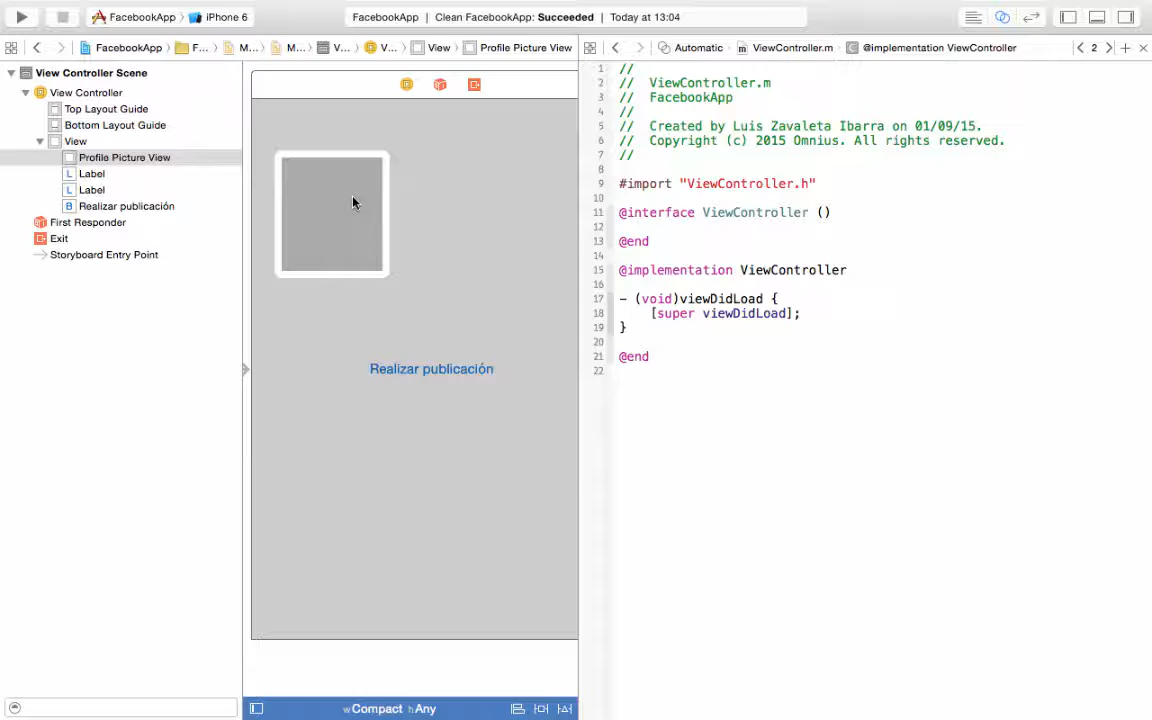 FacebookApp iPhone 6
FacebookApp | Clean FacebookApp: Succeeded | Today at 13:04
FacebookApp F... M... M... V... V... View Profile Picture View
Automatic ViewController.m @implementation ViewController 2
View Controller Scene
View Controller
Top Layout Guide
Bottom Layout Guide
View
Profile Picture View
L Label
L Label
B Realizar publicación
First Responder
Exit
Storyboard Entry Point
Realizar publicación
wCompact hAny
1 //
2 // ViewController.m
3 // FacebookApp
4 //
5 // Created by Luis Zavaleta Ibarra on 01/09/15.
6 // Copyright (c) 2015 Omnius. All rights reserved.
7 //
8
9 #import "ViewController.h"
10
11 @interface ViewController ()
12
13 @end
14
15 @implementation ViewController
16
17 - (void)viewDidLoad {
18 [super viewDidLoad];
19 }
20
21 @end
22